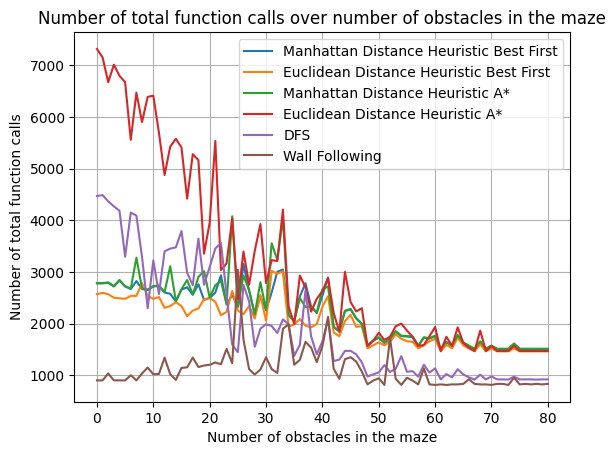 Number of total function calls over number of obstacles in the maze
Manhattan Distance Heuristic Best First
Euclidean Distance Heuristic Best First
Manhattan Distance Heuristic A*
Euclidean Distance Heuristic A*
DFS
Wall Following
Number of total function calls
7000
6000
5000
4000
3000
2000
1000
0 10 20 30 40 50 60 70 80
Number of obstacles in the maze